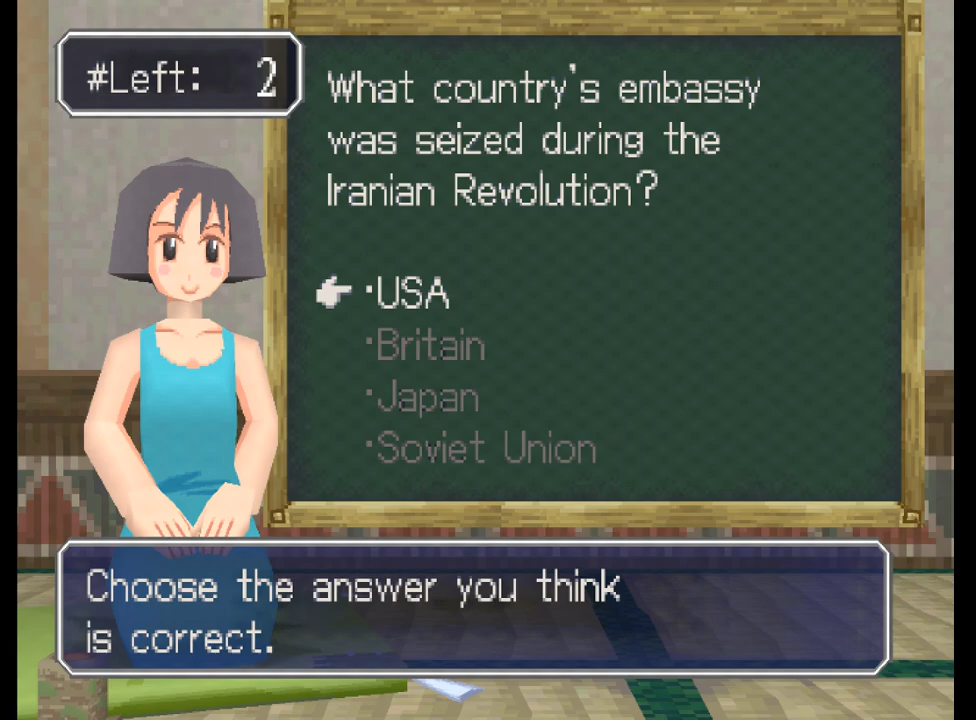 #Left: 2
What country's embassy
was seized during the
Iranian Revolution?
·USA
·Britain
·Japan
·Soviet Union
Choose the answer you think
is correct.